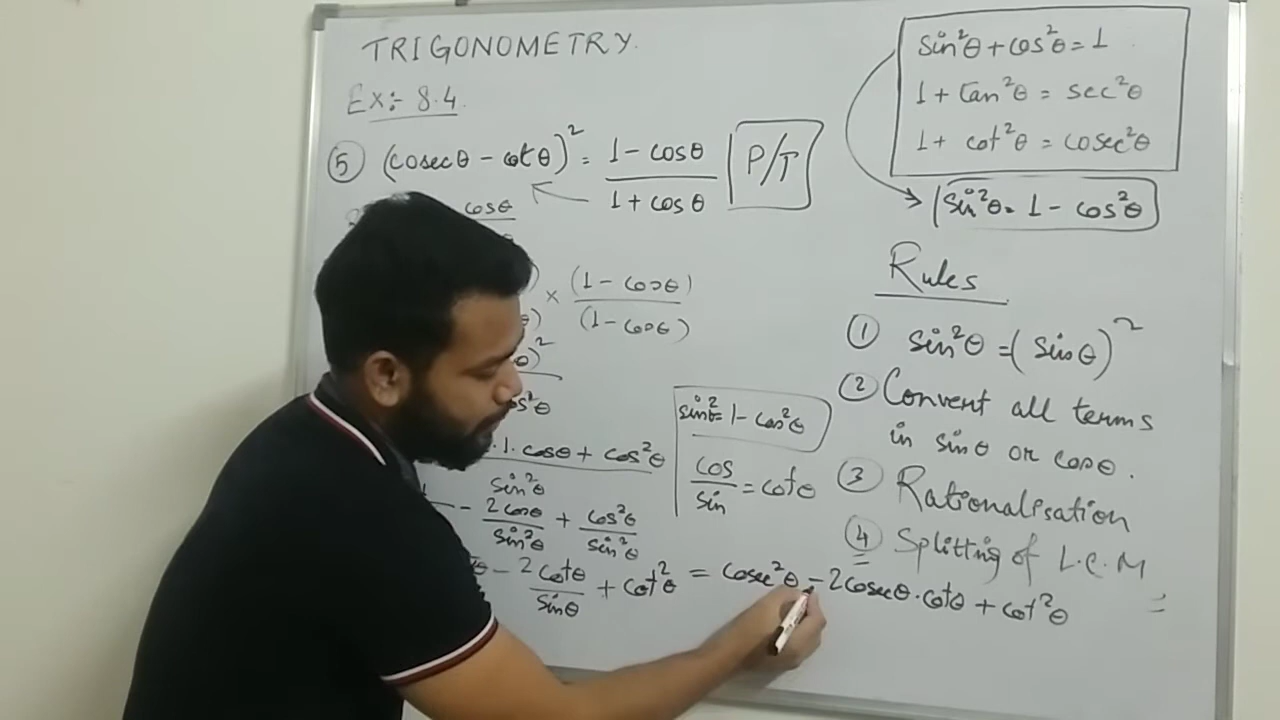 TRIGONOMETRY.
Ex:- 8.4.
⑤ (cosecθ - cotθ)² = (1 - cosθ)/(1 + cosθ) P/T
cosθ
× (1 - cosθ)/(1 - cosθ)
)²
os²θ
. 1. cosθ + cos²θ
sin²θ
- 2cosθ/sin²θ + cos²θ/sin²θ
θ - 2cotθ/sinθ + cot²θ = cosec²θ - 2cosecθ . cotθ + cot²θ =
sin²θ = 1 - cos²θ
cos/sin = cotθ
sin²θ + cos²θ = 1
1 + tan²θ = sec²θ
1 + cot²θ = cosec²θ
sin²θ = 1 - cos²θ
Rules
① sin²θ = (sinθ)²
② Convent all terms
in sinθ or cosθ.
③ Rationalisation
④ Splitting of L.C.M